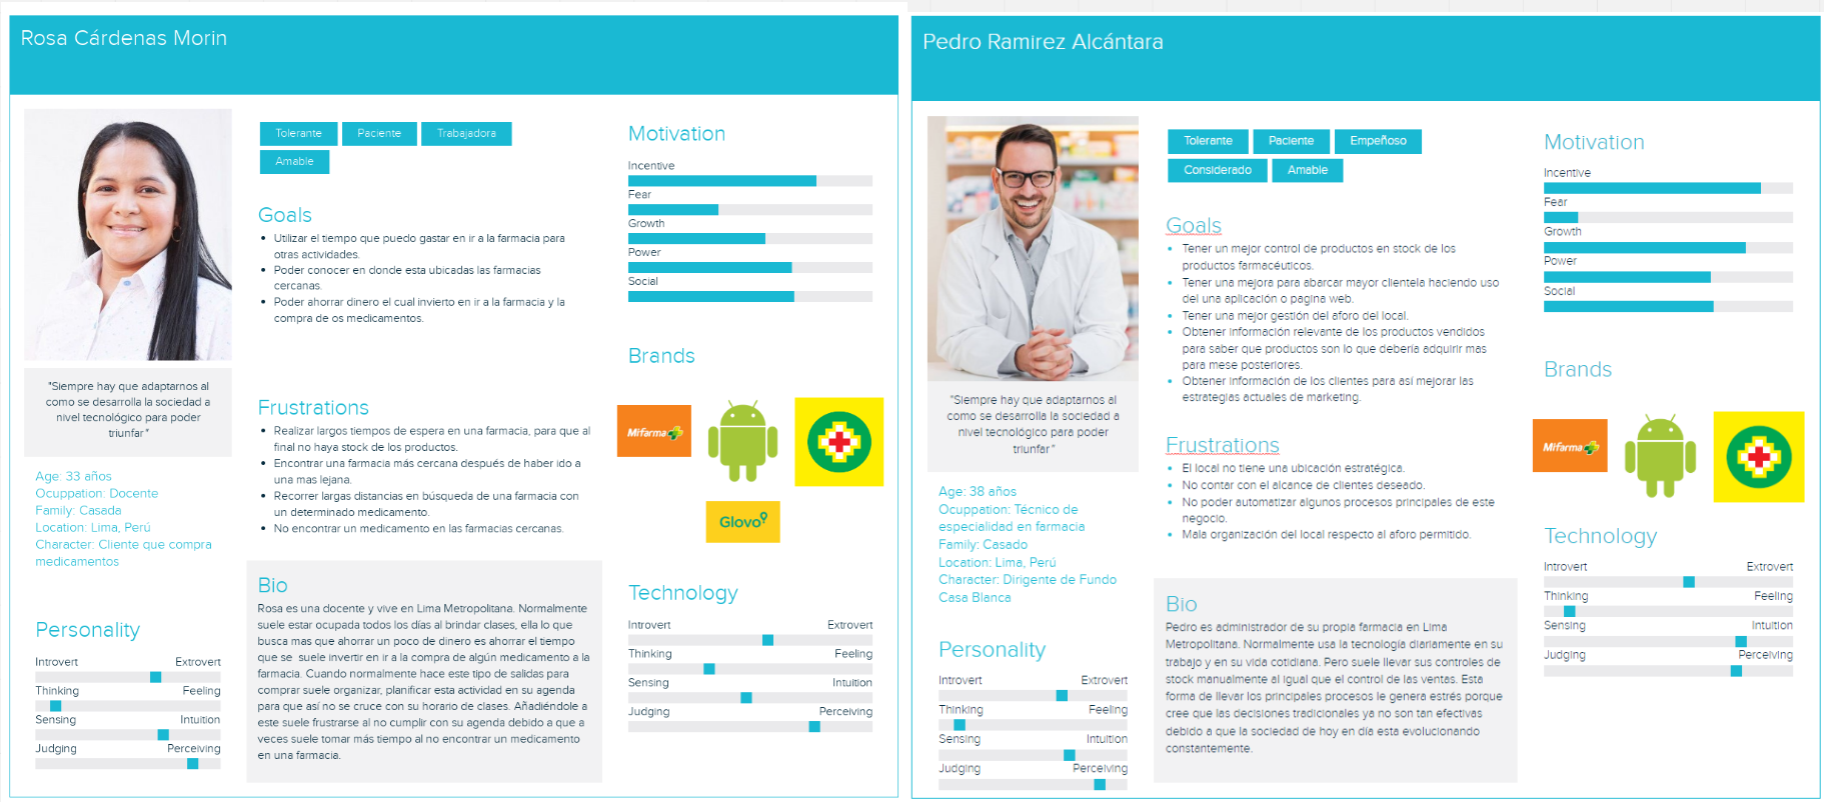 Rosa Cárdenas Morin
"Siempre hay que adaptarnos al
como se desarrolla la sociedad a
nivel tecnológico para poder
triunfar"
Age: 33 años
Ocuppation: Docente
Family: Casada
Location: Lima, Perú
Character: Cliente que compra
medicamentos
Personality
Introvert Extrovert
Thinking Feeling
Sensing Intuition
Judging Perceiving
Tolerante Paciente Trabajadora
Amable
Goals
• Utilizar el tiempo que puedo gastar en ir a la farmacia para
otras actividades.
• Poder conocer en donde esta ubicadas las farmacias
cercanas.
• Poder ahorrar dinero el cual invierto en ir a la farmacia y la
compra de os medicamentos.
Frustrations
• Realizar largos tiempos de espera en una farmacia, para que al
final no haya stock de los productos.
• Encontrar una farmacia más cercana después de haber ido a
una mas lejana.
• Recorrer largas distancias en búsqueda de una farmacia con
un determinado medicamento.
• No encontrar un medicamento en las farmacias cercanas.
Bio
Rosa es una docente y vive en Lima Metropolitana. Normalmente
suele estar ocupada todos los días al brindar clases, ella lo que
busca mas que ahorrar un poco de dinero es ahorrar el tiempo
que se suele invertir en ir a la compra de algún medicamento a la
farmacia. Cuando normalmente hace este tipo de salidas para
comprar suele organizar, planificar esta actividad en su agenda
para que así no se cruce con su horario de clases. Añadiéndole a
este suele frustrarse al no cumplir con su agenda debido a que a
veces suele tomar más tiempo al no encontrar un medicamento
en una farmacia.
Motivation
Incentive
Fear
Growth
Power
Social
Brands
Mifarma
Glovo
Technology
Introvert Extrovert
Thinking Feeling
Sensing Intuition
Judging Perceiving
Pedro Ramirez Alcántara
"Siempre hay que adaptarnos al
como se desarrolla la sociedad a
nivel tecnológico para poder
triunfar"
Age: 38 años
Ocuppation: Técnico de
especialidad en farmacia
Family: Casado
Location: Lima, Perú
Character: Dirigente de Fundo
Casa Blanca
Personality
Introvert Extrovert
Thinking Feeling
Sensing Intuition
Judging Perceiving
Tolerante Paciente Empeñoso
Considerado Amable
Goals
• Tener un mejor control de productos en stock de los
productos farmacéuticos.
• Tener una mejora para abarcar mayor clientela haciendo uso
del una aplicación o pagina web.
• Tener una mejor gestión del aforo del local.
• Obtener información relevante de los productos vendidos
para saber que productos son lo que debería adquirir mas
para mese posteriores.
• Obtener información de los clientes para así mejorar las
estrategias actuales de marketing.
Frustrations
• El local no tiene una ubicación estratégica.
• No contar con el alcance de clientes deseado.
• No poder automatizar algunos procesos principales de este
negocio.
• Mala organización del local respecto al aforo permitido.
Bio
Pedro es administrador de su propia farmacia en Lima
Metropolitana. Normalmente usa la tecnología diariamente en su
trabajo y en su vida cotidiana. Pero suele llevar sus controles de
stock manualmente al igual que el control de las ventas. Esta
forma de llevar los principales procesos le genera estrés porque
cree que las decisiones tradicionales ya no son tan efectivas
debido a que la sociedad de hoy en día esta evolucionando
constantemente.
Motivation
Incentive
Fear
Growth
Power
Social
Brands
Mifarma
Technology
Introvert Extrovert
Thinking Feeling
Sensing Intuition
Judging Perceiving